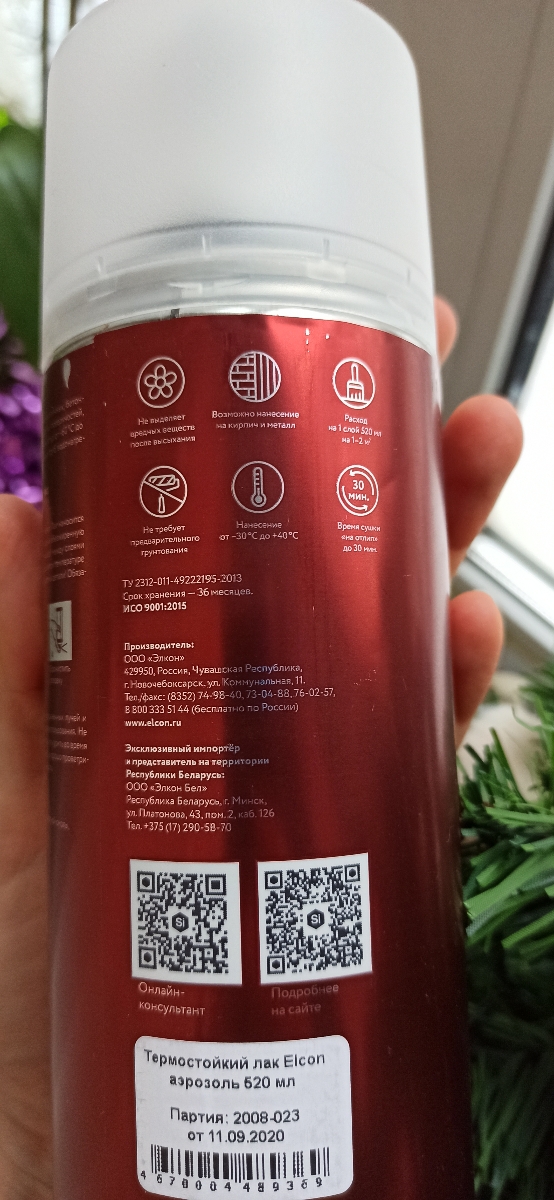 Не выделяет
вредных веществ
после высыхания
Возможно нанесение
на кирпич и металл
Расход
на 1 слой 520 мл
на 1–2 м²
Не требует
предварительного
грунтования
Нанесение
от –30 °C до +40 °C
30
мин.
Время сушки
«на отлип»
до 30 мин.
ТУ 2312-011-49222195-2013
Срок хранения — 36 месяцев.
ИСО 9001:2015
Производитель:
ООО «Элкон»
429950, Россия, Чувашская Республика,
г. Новочебоксарск, ул. Коммунальная, 11.
Тел./факс: (8352) 74-98-40, 73-04-88, 76-02-57,
8 800 333 51 44 (бесплатно по России)
www.elcon.ru
Эксклюзивный импортёр
и представитель на территории
Республики Беларусь:
ООО «Элкон Бел»
Республика Беларусь, г. Минск,
ул. Платонова, 43, пом. 2, каб. 126
Тел. +375 (17) 290-58-70
Si
Si
Онлайн-
консультант
Подробнее
на сайте
Термостойкий лак Elcon
аэрозоль 520 мл
Партия: 2008-023
от 11.09.2020
4 670004 489369